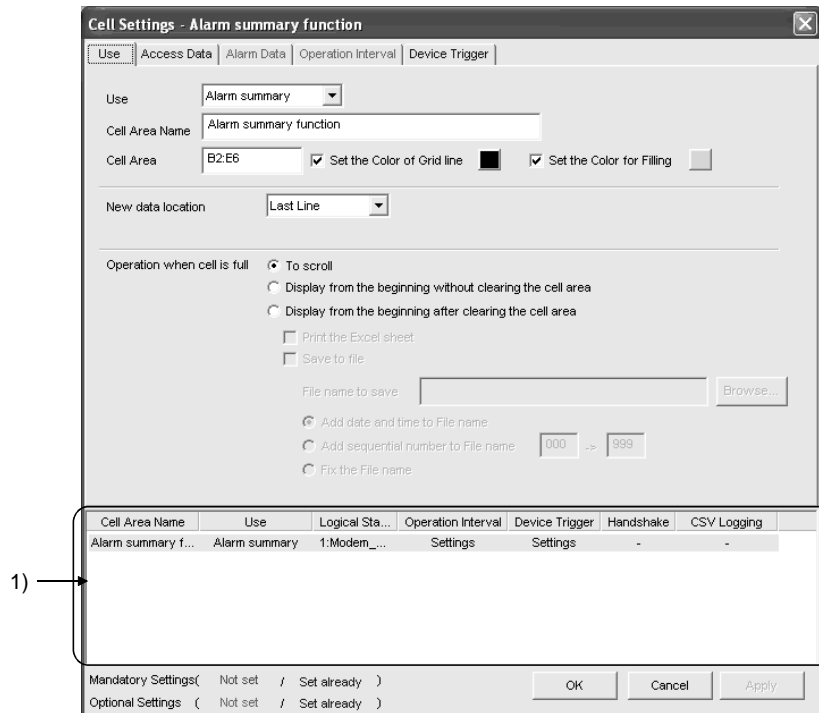 Cell Settings - Alarm summary function
Use Access Data Alarm Data Operation Interval Device Trigger
Use Alarm summary
Cell Area Name Alarm summary function
Cell Area B2:E6 Set the Color of Grid line Set the Color for Filling
New data location Last Line
Operation when cell is full To scroll
Display from the beginning without clearing the cell area
Display from the beginning after clearing the cell area
Print the Excel sheet
Save to file
File name to save Browse...
Add date and time to File name
Add sequential number to File name 000 -> 999
Fix the File name
Cell Area Name Use Logical Sta... Operation Interval Device Trigger Handshake CSV Logging
Alarm summary f... Alarm summary 1:Modem_... Settings Settings - -
1)
Mandatory Settings( Not set / Set already )
OK Cancel Apply
Optional Settings ( Not set / Set already )